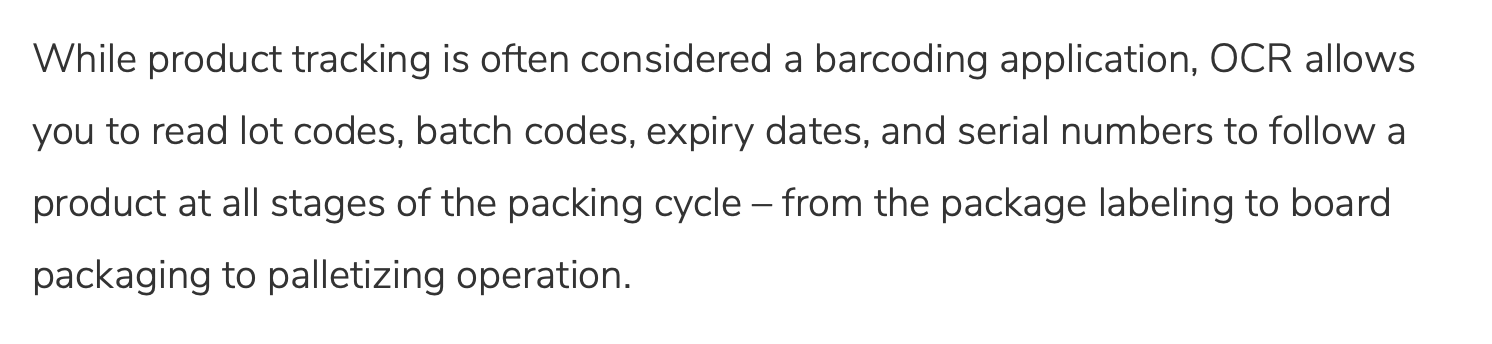 While product tracking is often considered a barcoding application, OCR allows
you to read lot codes, batch codes, expiry dates, and serial numbers to follow a
product at all stages of the packing cycle – from the package labeling to board
packaging to palletizing operation.